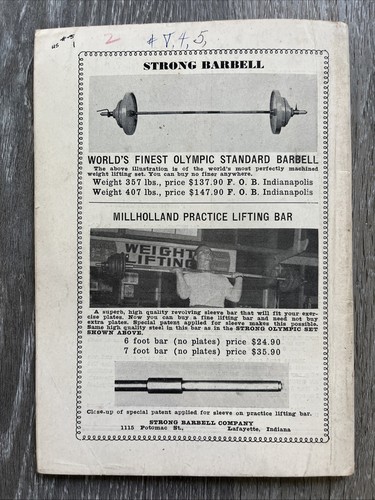 2 # 7, 4, 5,
1
STRONG BARBELL
WORLD'S FINEST OLYMPIC STANDARD BARBELL
The above illustration is of the world's most perfectly machined
weight lifting set. You can buy no finer anywhere.
Weight 357 lbs., price $137.90 F. O. B. Indianapolis
Weight 407 lbs., price $147.90 F. O. B. Indianapolis
MILLHOLLAND PRACTICE LIFTING BAR
WEIGHT
LIFTING
A superb, high quality revolving sleeve bar that will fit your exer-
cise plates. Now you can buy a fine lifting bar and need not buy
extra plates. Special patent applied for sleeve makes this possible.
Same high quality steel in this bar as in the STRONG OLYMPIC SET
SHOWN ABOVE.
6 foot bar (no plates) price $24.90
7 foot bar (no plates) price $35.90
Close-up of special patent applied for sleeve on practice lifting bar.
STRONG BARBELL COMPANY
1115 Potomac St., Lafayette, Indiana